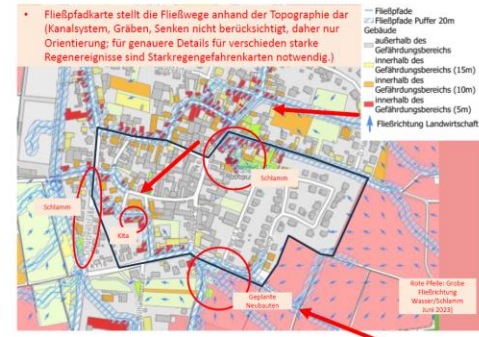 • Fließpfadkarte stellt die Fließwege anhand der Topographie dar
(Kanalsystem, Gräben, Senken nicht berücksichtigt, daher nur
Orientierung; für genauere Details für verschieden starke
Regenereignisse sind Starkregengefahrenkarten notwendig.)
Fließpfade
Fließpfade Puffer 20m
Gebäude
außerhalb des
Gefährdungsbereichs
innerhalb des
Gefährdungsbereichs (15m)
innerhalb des
Gefährdungsbereichs (10m)
innerhalb des
Gefährdungsbereichs (5m)
Fließrichtung Landwirtschaft
Schlamm
Schlamm
Kita
Geplante
Neubauten
Rote Pfeile: Grobe
Fließrichtung
Wasser/Schlamm
Juni 2023)